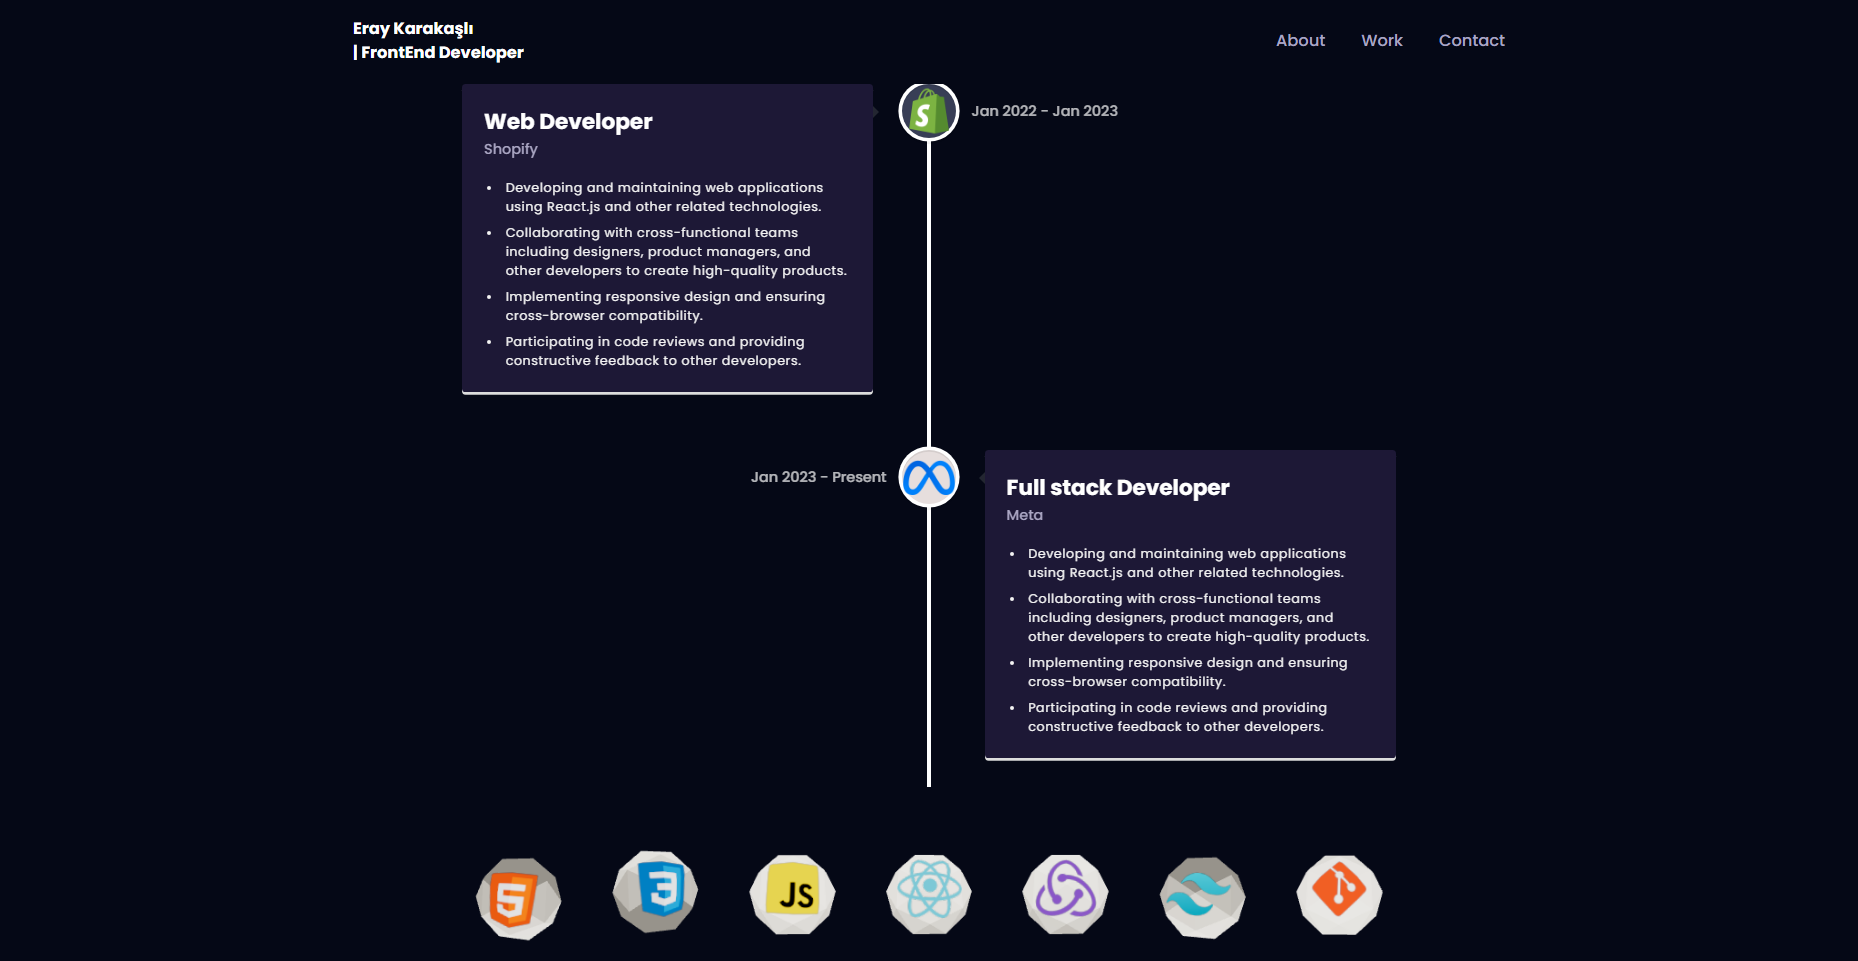 Eray Karakaşlı
| FrontEnd Developer
About
Work
Contact
Web Developer
Shopify
• Developing and maintaining web applications
using React.js and other related technologies.
• Collaborating with cross-functional teams
including designers, product managers, and
other developers to create high-quality products.
• Implementing responsive design and ensuring
cross-browser compatibility.
• Participating in code reviews and providing
constructive feedback to other developers.
S
Jan 2022 - Jan 2023
Jan 2023 - Present
Full stack Developer
Meta
• Developing and maintaining web applications
using React.js and other related technologies.
• Collaborating with cross-functional teams
including designers, product managers, and
other developers to create high-quality products.
• Implementing responsive design and ensuring
cross-browser compatibility.
• Participating in code reviews and providing
constructive feedback to other developers.
5
3
JS